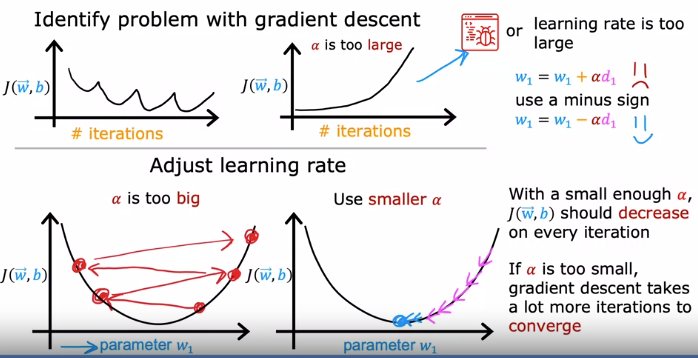 Identify problem with gradient descent
J(w⃗, b)
# iterations
α is too large
J(w⃗, b)
# iterations
or learning rate is too
large
w₁ = w₁ + αd₁
use a minus sign
w₁ = w₁ − αd₁
Adjust learning rate
α is too big
J(w⃗, b)
parameter w₁
Use smaller α
J(w⃗, b)
parameter w₁
With a small enough α,
J(w⃗, b) should decrease
on every iteration
If α is too small,
gradient descent takes
a lot more iterations to
converge